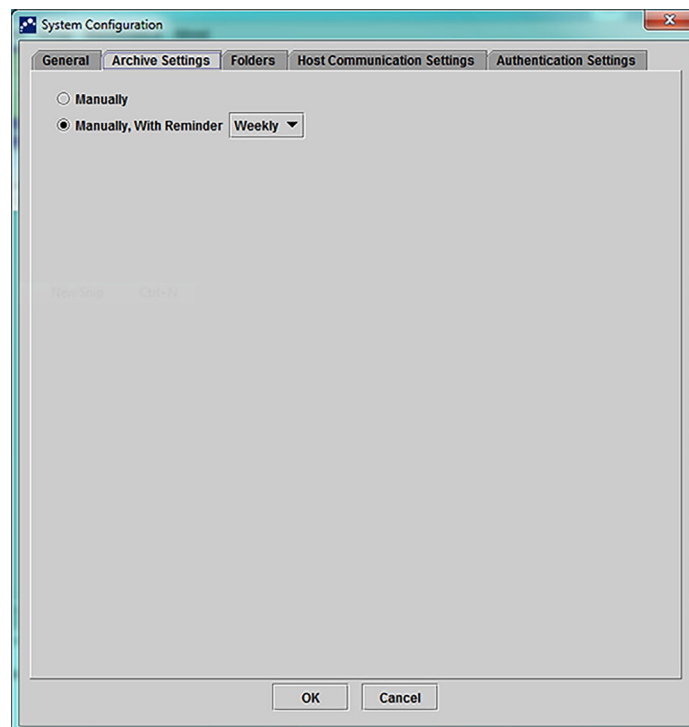 System Configuration
General Archive Settings Folders Host Communication Settings Authentication Settings
Manually
Manually, With Reminder Weekly
OK Cancel